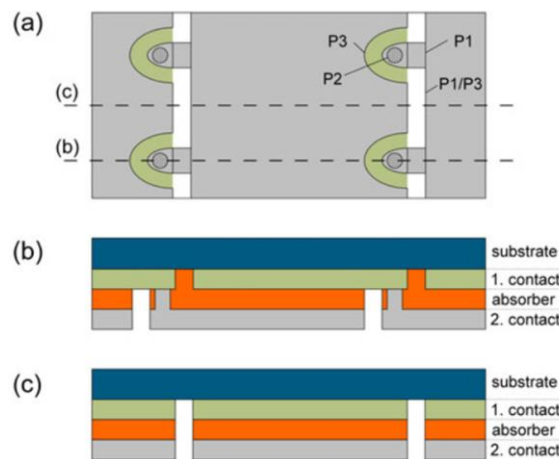 (a)
P3
P1
P2
(c)
P1/P3
(b)
(b)
substrate
1. contact
absorber
2. contact
(c)
substrate
1. contact
absorber
2. contact